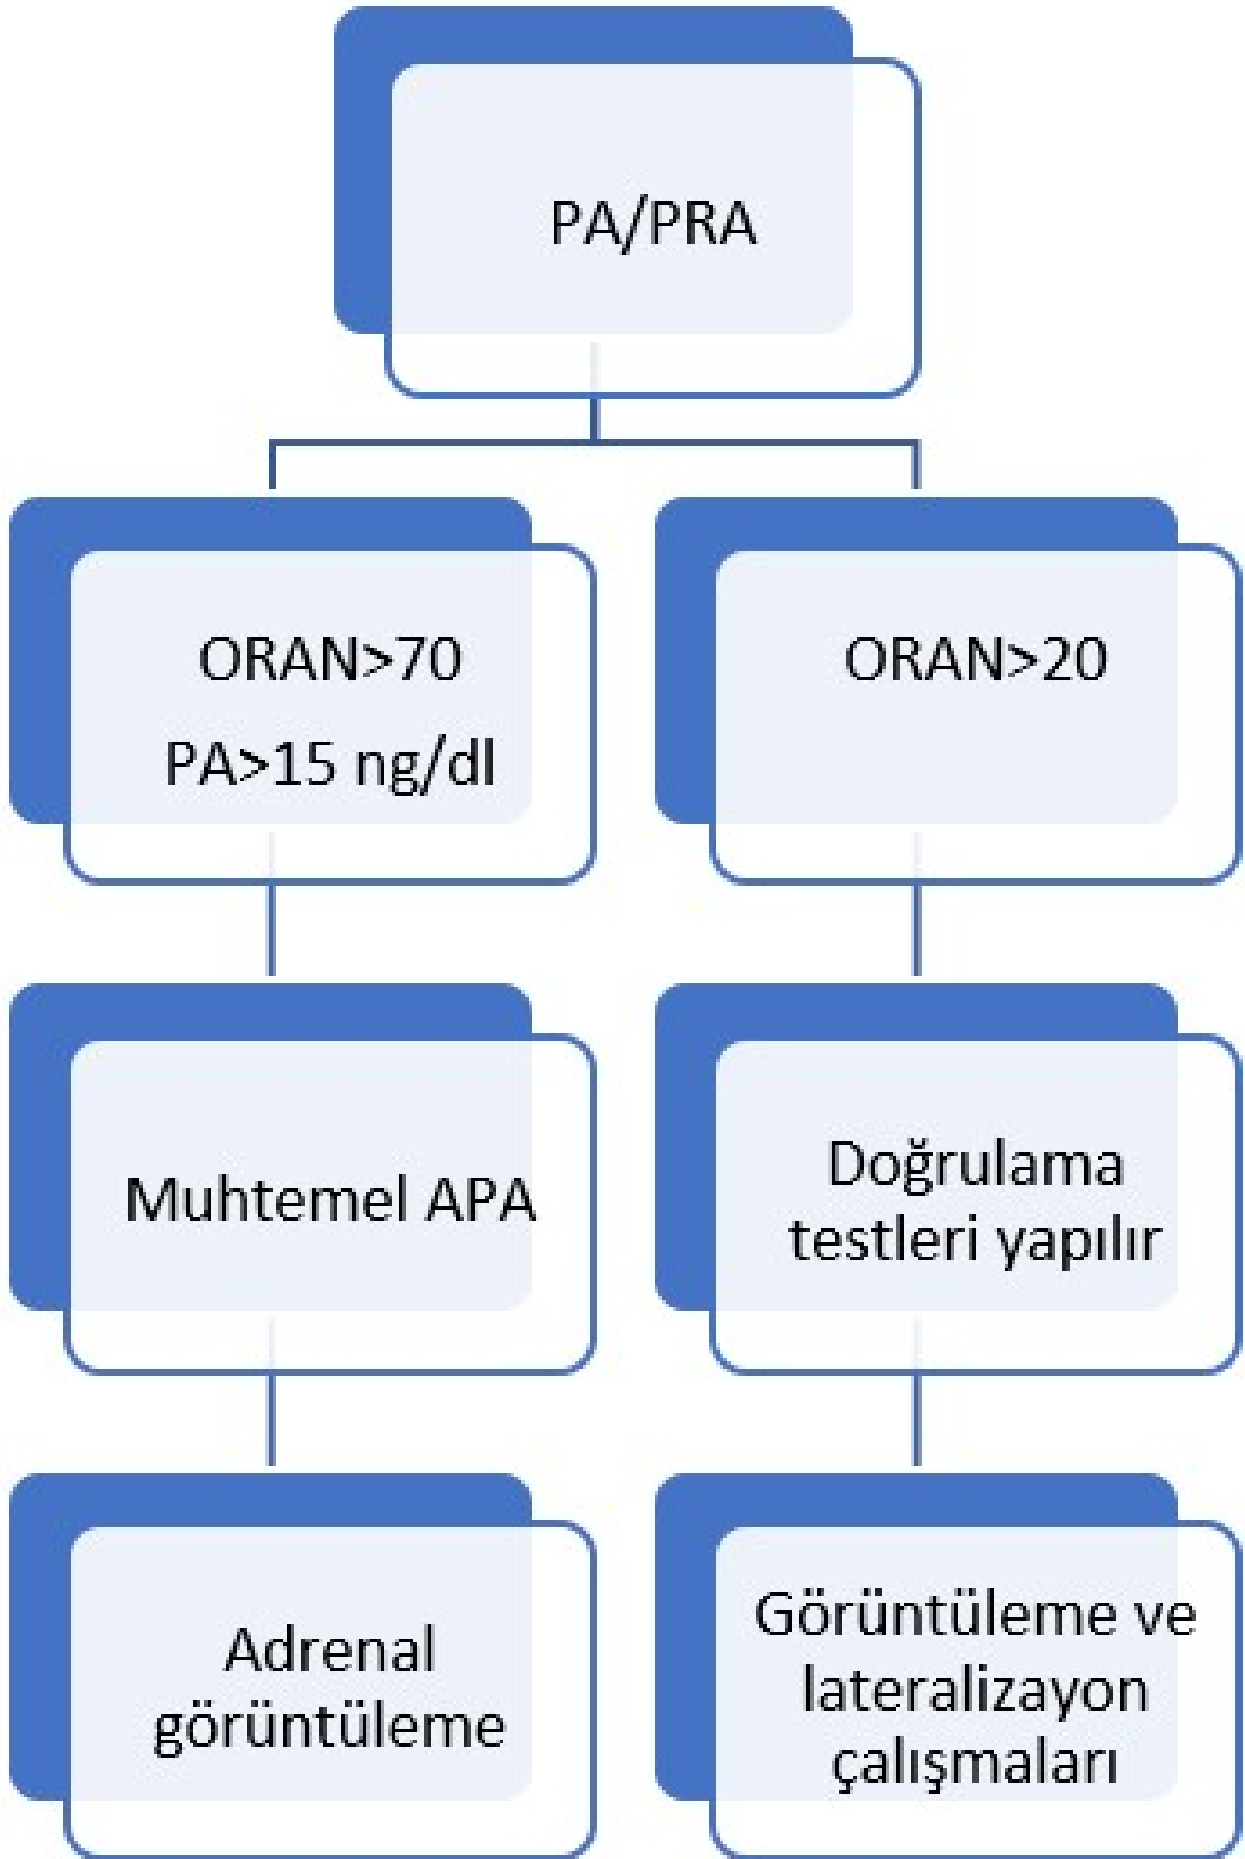 PA/PRA
ORAN>70
PA>15 ng/dl
ORAN>20
Muhtemel APA
Doğrulama
testleri yapılır
Adrenal
görüntüleme
Görüntüleme ve
lateralizayon
çalışmaları